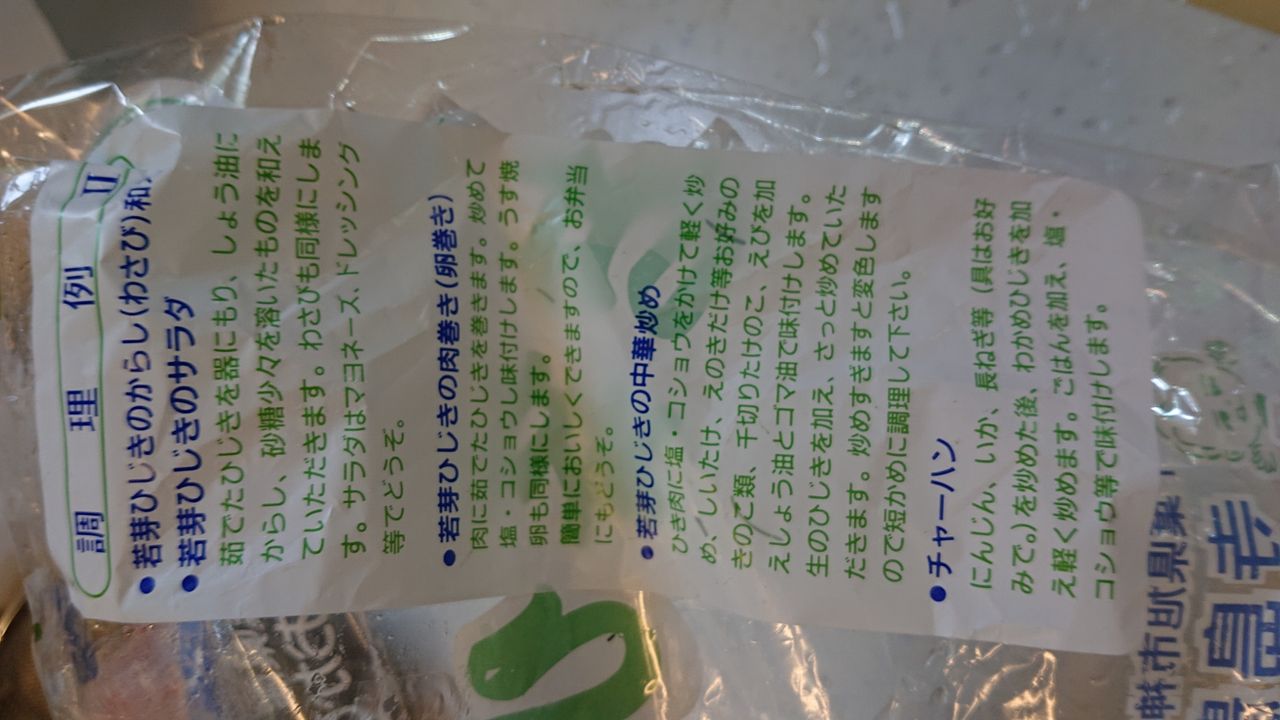 調理例 II
●若芽ひじきのからし(わさび)和
●若芽ひじきのサラダ
茹でたひじきを器にもり、しょう油に
からし、砂糖少々を溶いたものを和え
ていただきます。わさびも同様にしま
す。サラダはマヨネーズ、ドレッシング
等でどうぞ。
●若芽ひじきの肉巻き(卵巻き)
肉に茹でたひじきを巻きます。炒めて
塩・コショウし味付けします。うす焼
卵も同様にします。
簡単においしくできますので、お弁当
にもどうぞ。
●若芽ひじきの中華炒め
ひき肉に塩・コショウをかけて軽く炒
め、しいたけ、えのきだけ等お好みの
きのこ類、千切りたけのこ、えびを加
えしょう油とゴマ油で味付けします。
生のひじきを加え、さっと炒めていた
だきます。炒めすぎますと変色します
ので短かめに調理して下さい。
●チャーハン
にんじん、いか、長ねぎ等(具はお好
みで。)を炒めた後、わかめひじきを加
え軽く炒めます。ごはんを加え、塩・
コショウ等で味付けします。